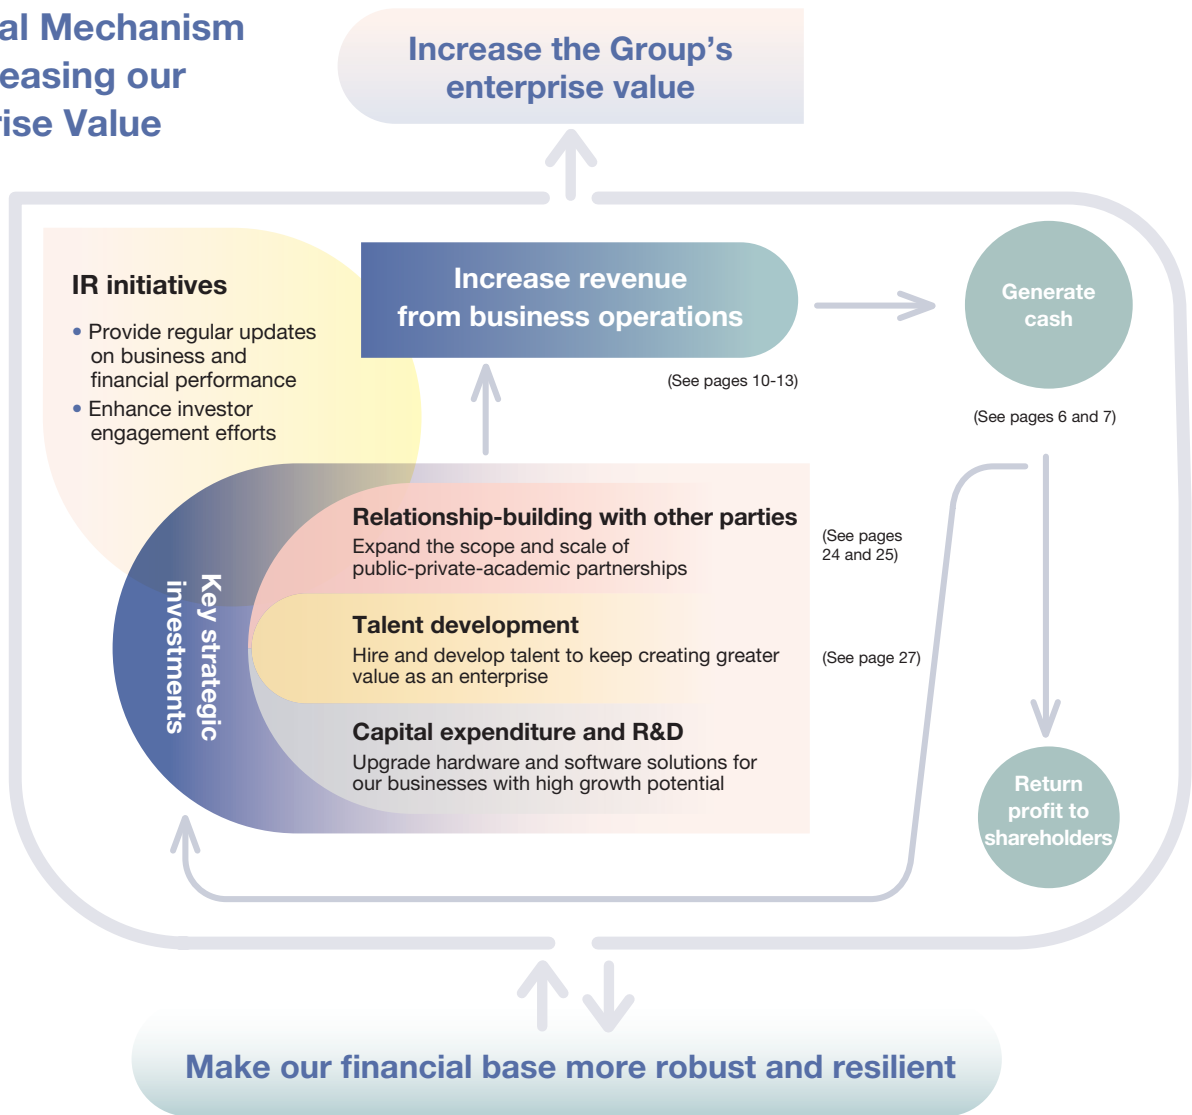 al Mechanism
easing our
rise Value
Increase the Group’s
enterprise value
IR initiatives
• Provide regular updates
on business and
financial performance
• Enhance investor
engagement efforts
Increase revenue
from business operations
(See pages 10-13)
Generate
cash
(See pages 6 and 7)
Key strategic
investments
Relationship-building with other parties
Expand the scope and scale of
public-private-academic partnerships
(See pages
24 and 25)
Talent development
Hire and develop talent to keep creating greater
value as an enterprise
(See page 27)
Capital expenditure and R&D
Upgrade hardware and software solutions for
our businesses with high growth potential
Return
profit to
shareholders
Make our financial base more robust and resilient